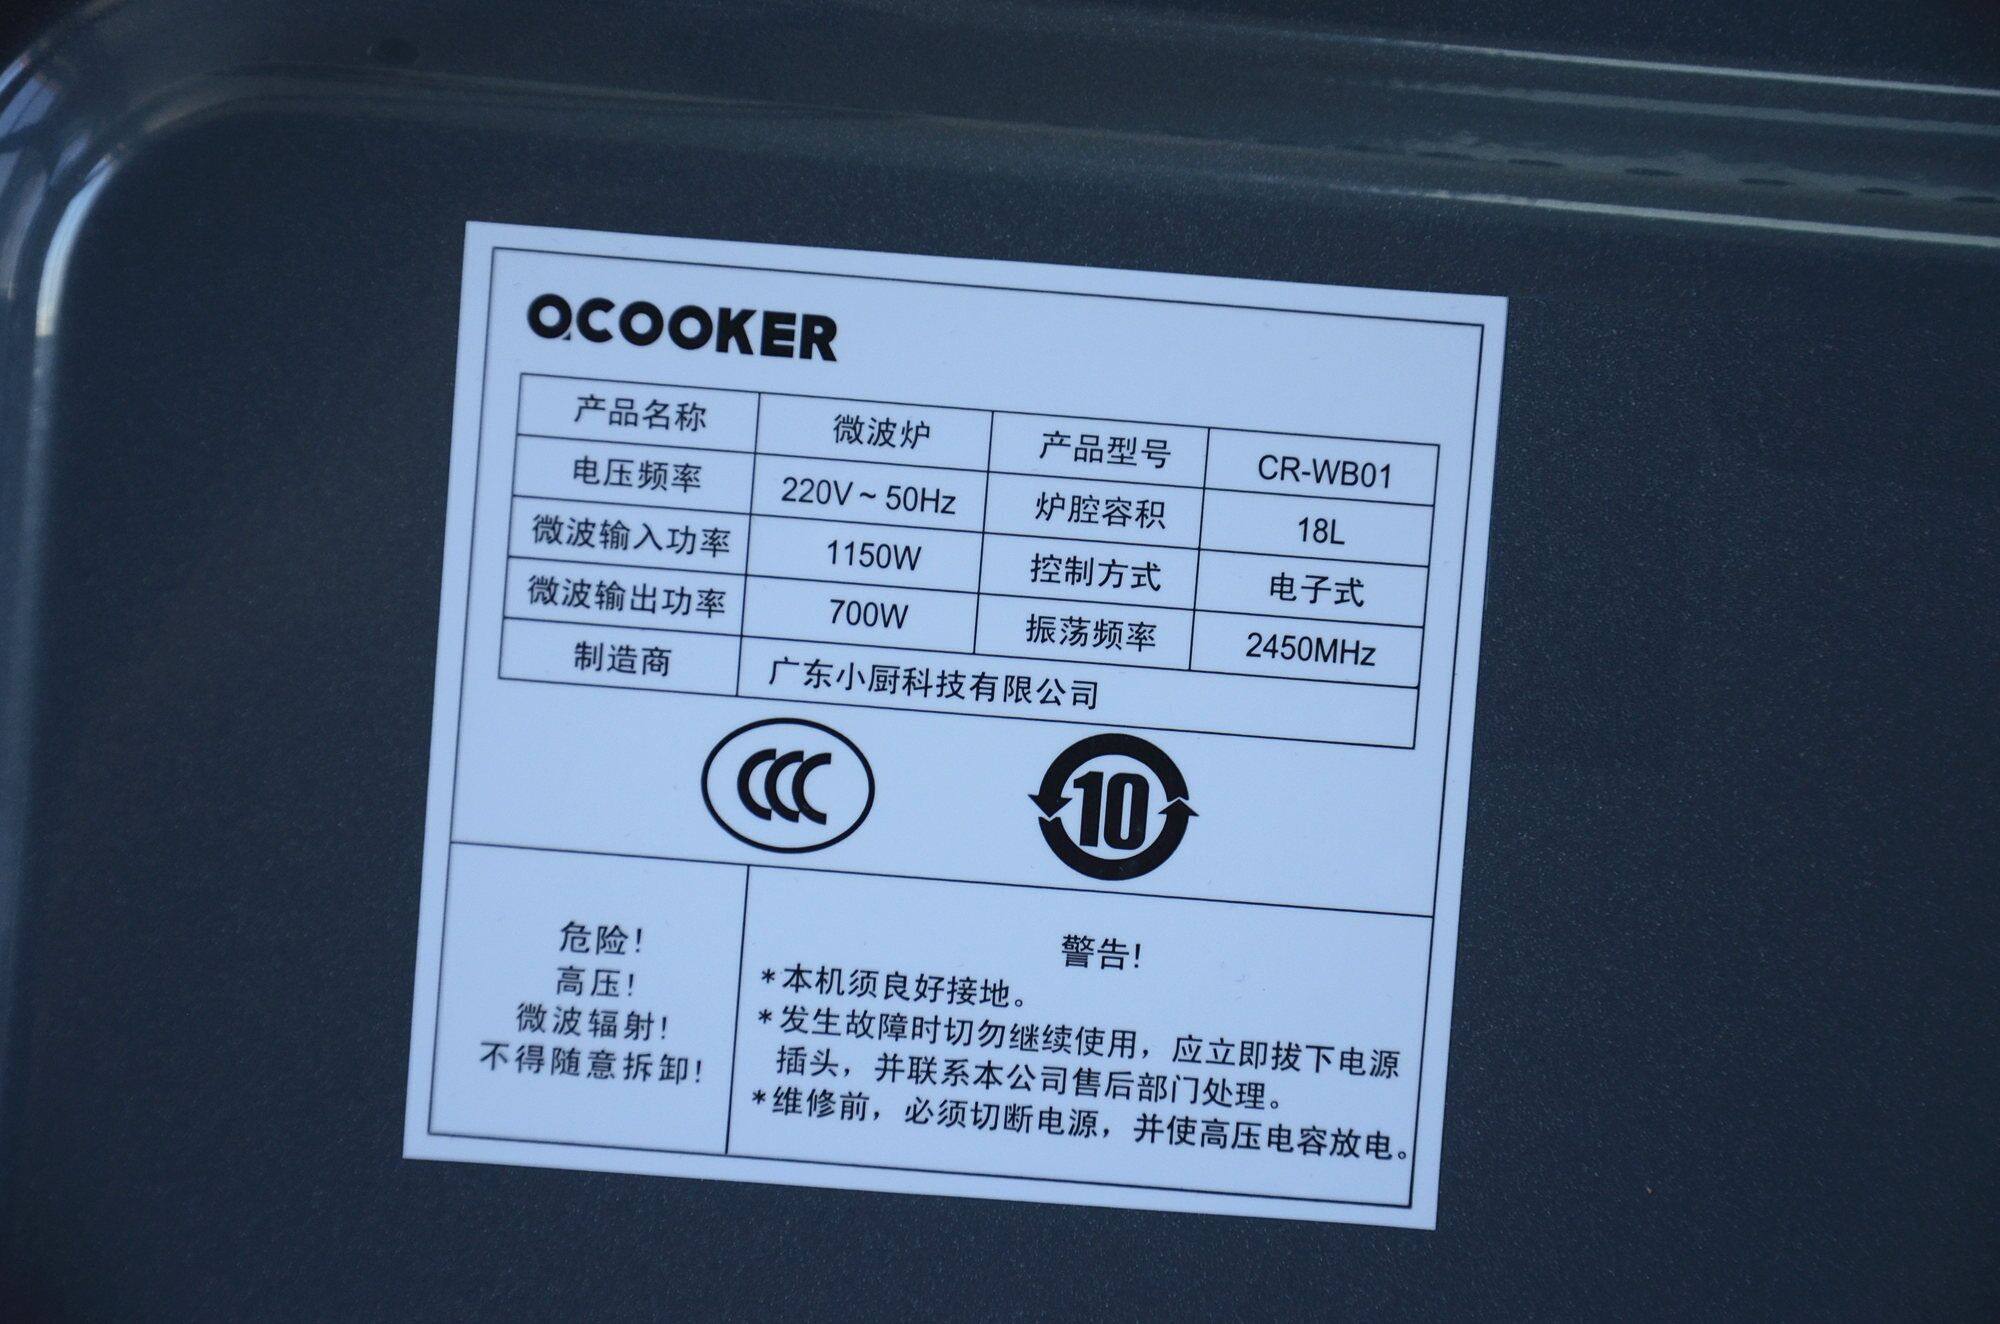 QCOOKER
产品名称 微波炉 产品型号 CR-WB01
电压频率 220V~50Hz 炉腔容积 18L
微波输入功率 1150W 控制方式 电子式
微波输出功率 700W 振荡频率 2450MHz
制造商 广东小厨科技有限公司
CCC
10
危险!
高压!
微波辐射!
不得随意拆卸!
警告!
*本机须良好接地。
*发生故障时切勿继续使用，应立即拔下电源
插头，并联系本公司售后部门处理。
*维修前，必须切断电源，并使高压电容放电。